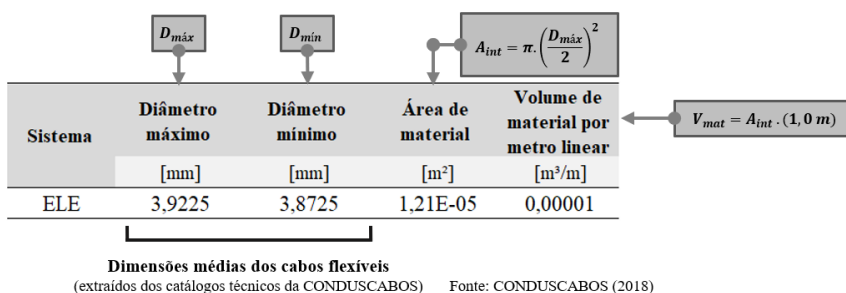 D_máx
D_mín
A_int = π.(D_máx/2)²
Sistema
Diâmetro máximo
Diâmetro mínimo
Área de material
Volume de material por metro linear
V_mat = A_int . (1,0 m)
[mm]
[mm]
[m²]
[m³/m]
ELE
3,9225
3,8725
1,21E-05
0,00001
Dimensões médias dos cabos flexíveis
(extraídos dos catálogos técnicos da CONDUSCABOS)
Fonte: CONDUSCABOS (2018)